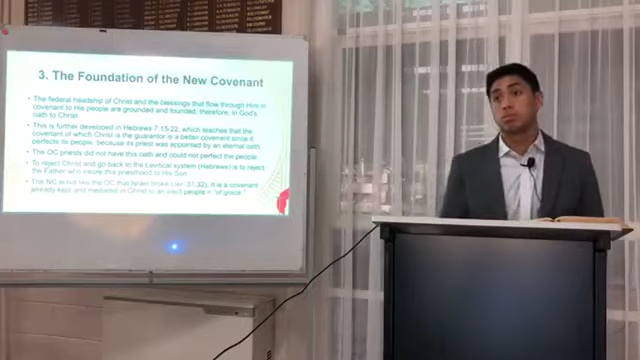 3. The Foundation of the New Covenant
• The federal headship of Christ and the blessings that flow through Him in
covenant to His people are grounded and founded, therefore, in God's
oath to Christ.
• This is further developed in Hebrews 7:15-22, which teaches that the
covenant of which Christ is the guarantor is a better covenant since it
perfects its people, because its priest was appointed by an eternal oath.
• The OC priests did not have this oath and could not perfect the people.
• To reject Christ and go back to the Levitical system (Hebrews) is to reject
the Father who swore this priesthood to His Son.
• The NC is not like the OC that Israel broke (Jer. 31:32). It is a covenant
already kept and mediated in Christ to an elect people = "of grace."